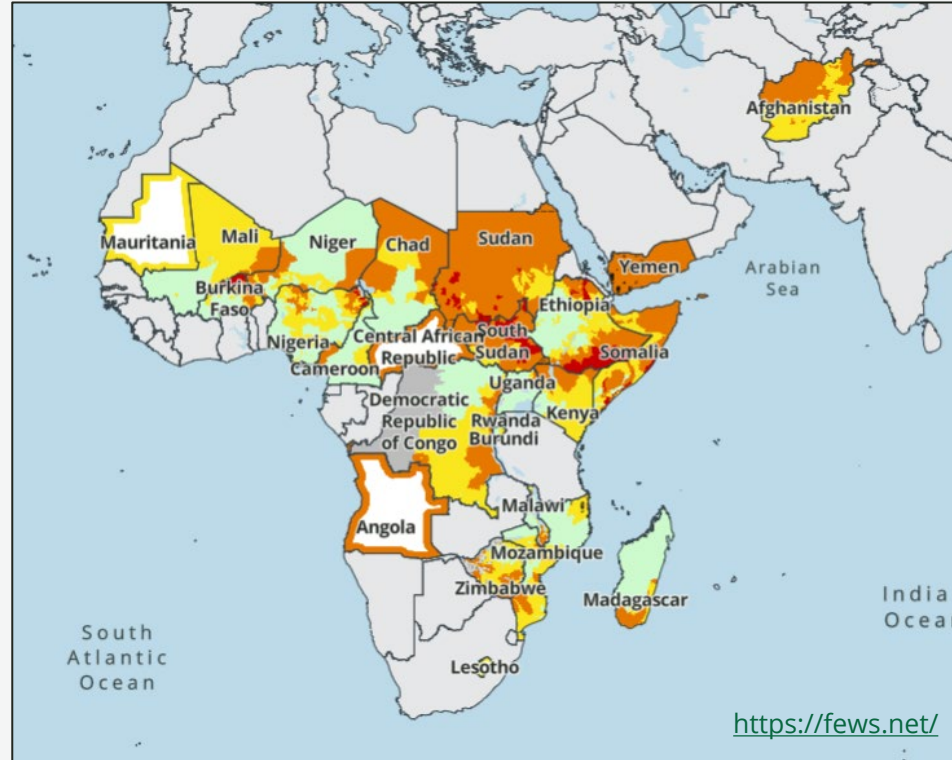 Afghanistan
Mauritania
Mali
Niger
Chad
Sudan
Yemen
Arabian
Sea
Burkina
Faso
Ethiopia
Nigeria
Central African
Republic
South
Sudan
Somalia
Cameroon
Uganda
Democratic
Republic
of Congo
Kenya
Rwanda
Burundi
Malawi
Angola
Mozambique
Zimbabwe
Madagascar
India
Ocean
South
Atlantic
Ocean
Lesotho
https://fews.net/